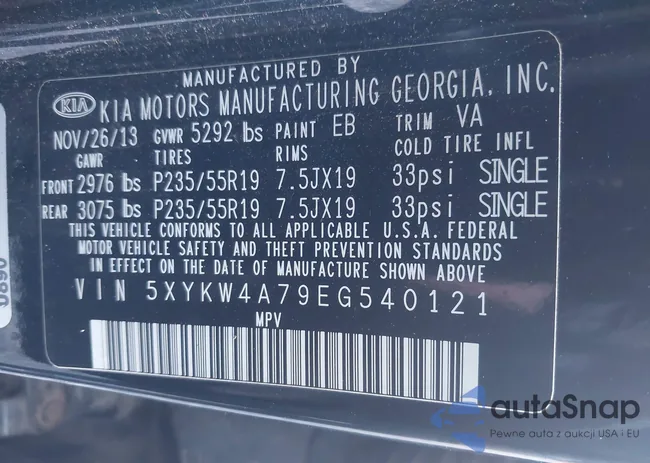 MANUFACTURED BY
KIA KIA MOTORS MANUFACTURING GEORGIA, INC.
NOV/26/13 GVWR 5292 lbs PAINT EB TRIM VA
GAWR TIRES RIMS COLD TIRE INFL
FRONT 2976 lbs P235/55R19 7.5JX19 33psi SINGLE
REAR 3075 lbs P235/55R19 7.5JX19 33psi SINGLE
THIS VEHICLE CONFORMS TO ALL APPLICABLE U.S.A. FEDERAL
MOTOR VEHICLE SAFETY AND THEFT PREVENTION STANDARDS
IN EFFECT ON THE DATE OF MANUFACTURE SHOWN ABOVE
VIN 5XYKW4A79EG540121
MPV
autaSnap
Pewne auta z aukcji USA i EU